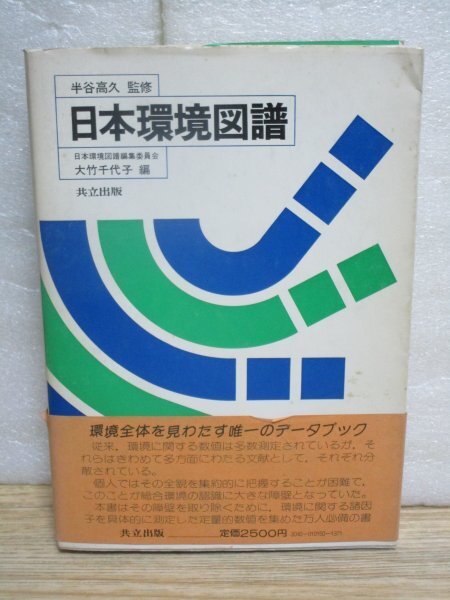 半谷高久 監修
日本環境図譜
日本環境図譜編集委員会
大竹千代子 編
共立出版
環境全体を見わたす唯一のデータブック
従来，環境に関する数値は多数測定されているが，そ
れらはきわめて多方面にわたる文献として，それぞれ分
散されている。
個人ではその全貌を集約的に把握することが困難で，
このことが総合環境の認識に大きな障壁となっていた。
本書はその障壁を取り除くために，環境に関する諸因
子を具体的に測定した定量的数値を集めた万人必備の書
共立出版 定価2500円